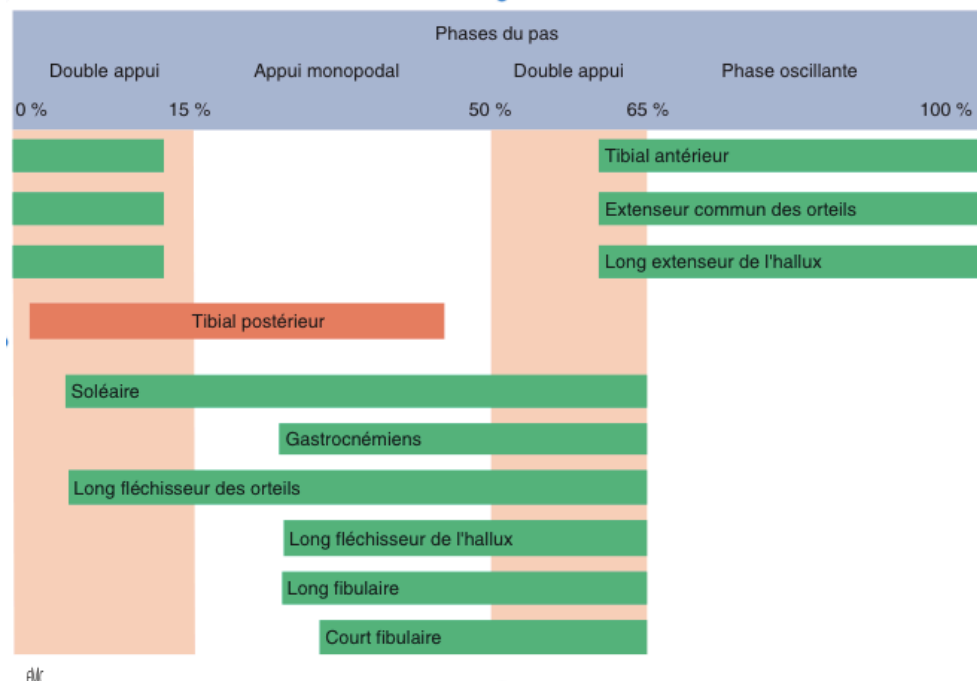 Phases du pas
Double appui Appui monopodal Double appui Phase oscillante
0 % 15 % 50 % 65 % 100 %
Tibial antérieur
Extenseur commun des orteils
Long extenseur de l'hallux
Tibial postérieur
Soléaire
Gastrocnémiens
Long fléchisseur des orteils
Long fléchisseur de l'hallux
Long fibulaire
Court fibulaire